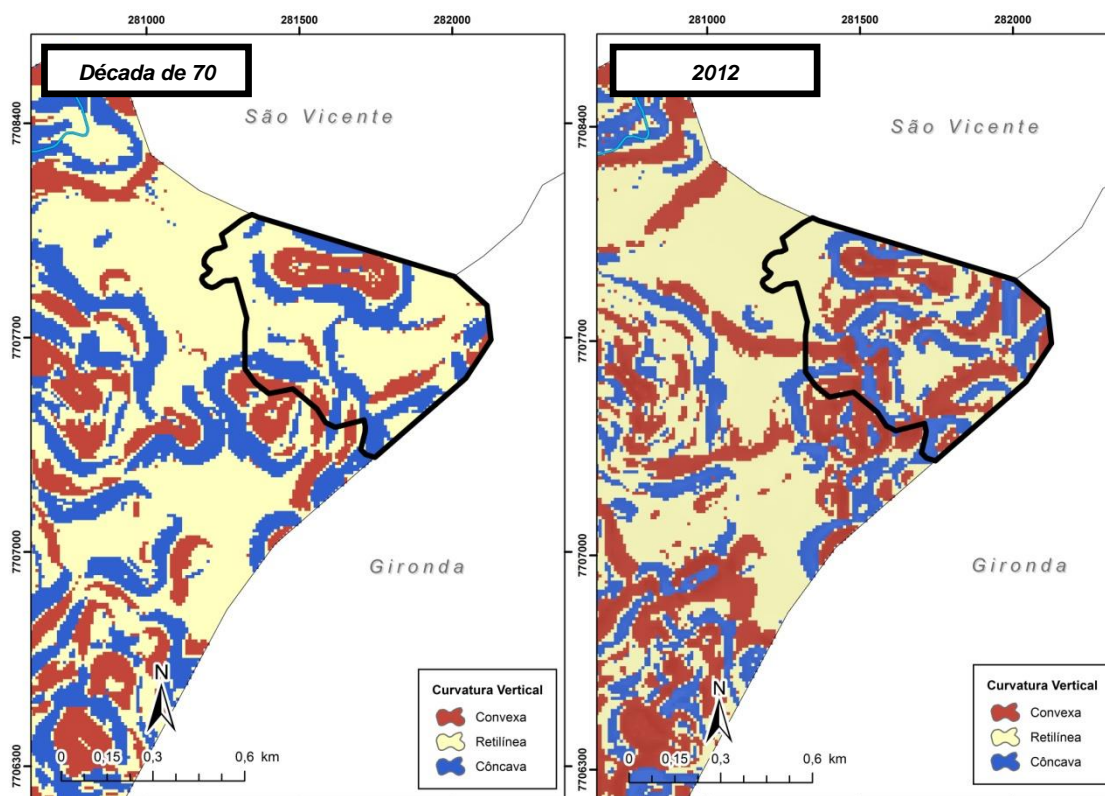 281000 281500 282000
Década de 70
São Vicente
7708400
7707700
7707000
7706300
Gironda
N
0 0,15 0,3 0,6 km
Curvatura Vertical
Convexa
Retilínea
Côncava
281000 281500 282000
2012
São Vicente
7708400
7707700
7707000
7706300
Gironda
N
0 0,15 0,3 0,6 km
Curvatura Vertical
Convexa
Retilínea
Côncava